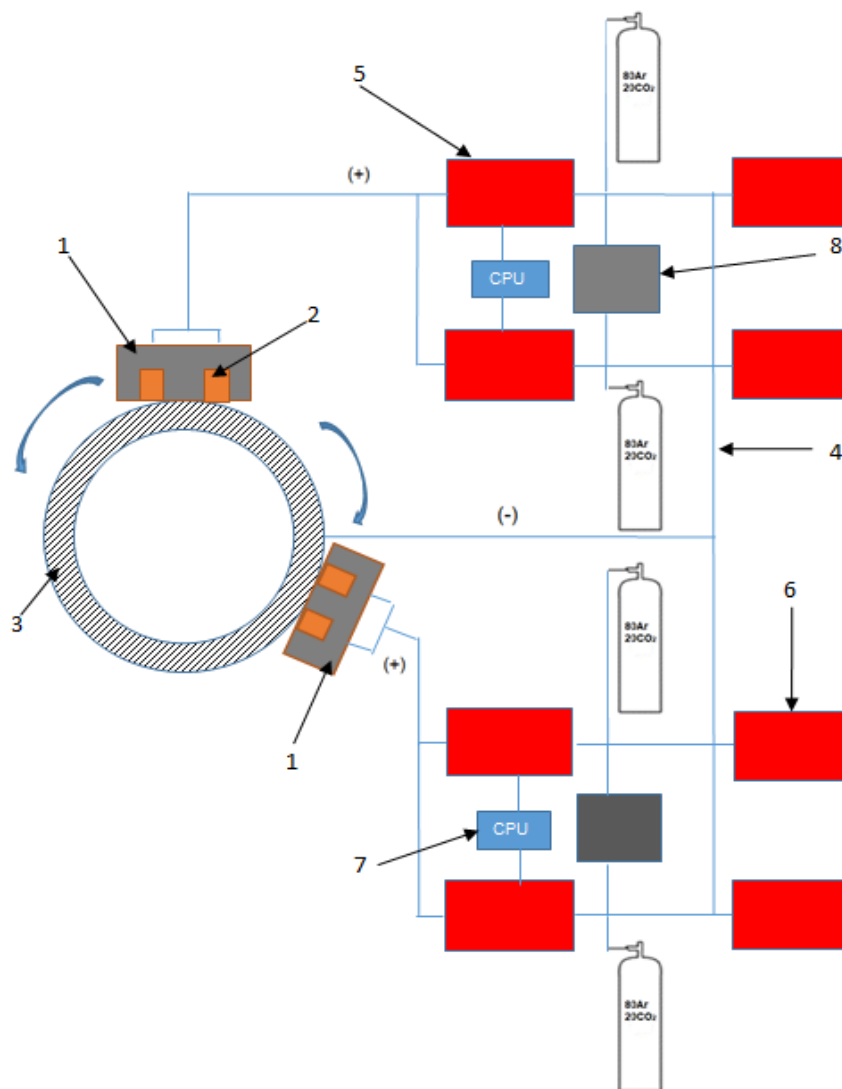 80Ar
20CO₂
5
(+)
1
8
CPU
2
80Ar
20CO₂
4
(-)
80Ar
20CO₂
3
(+)
6
1
CPU
7
80Ar
20CO₂